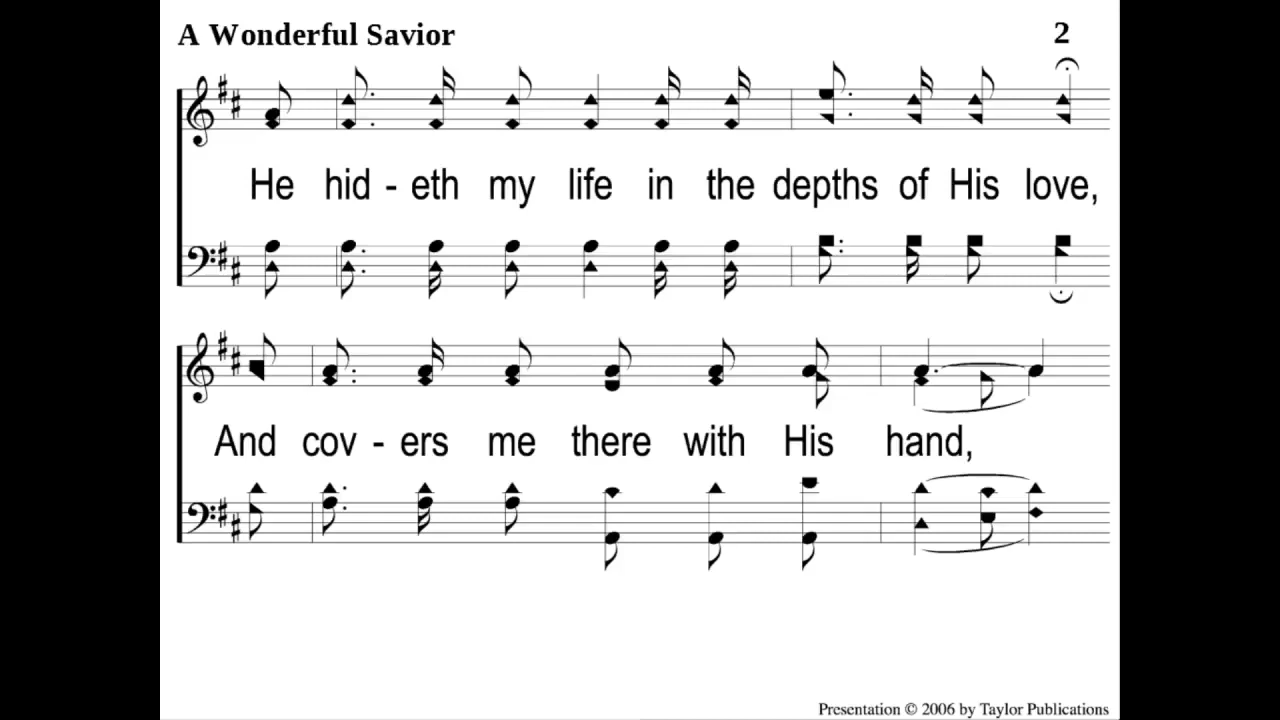 A Wonderful Savior 2
He hid - eth my life in the depths of His love,
And cov - ers me there with His hand,
Presentation © 2006 by Taylor Publications